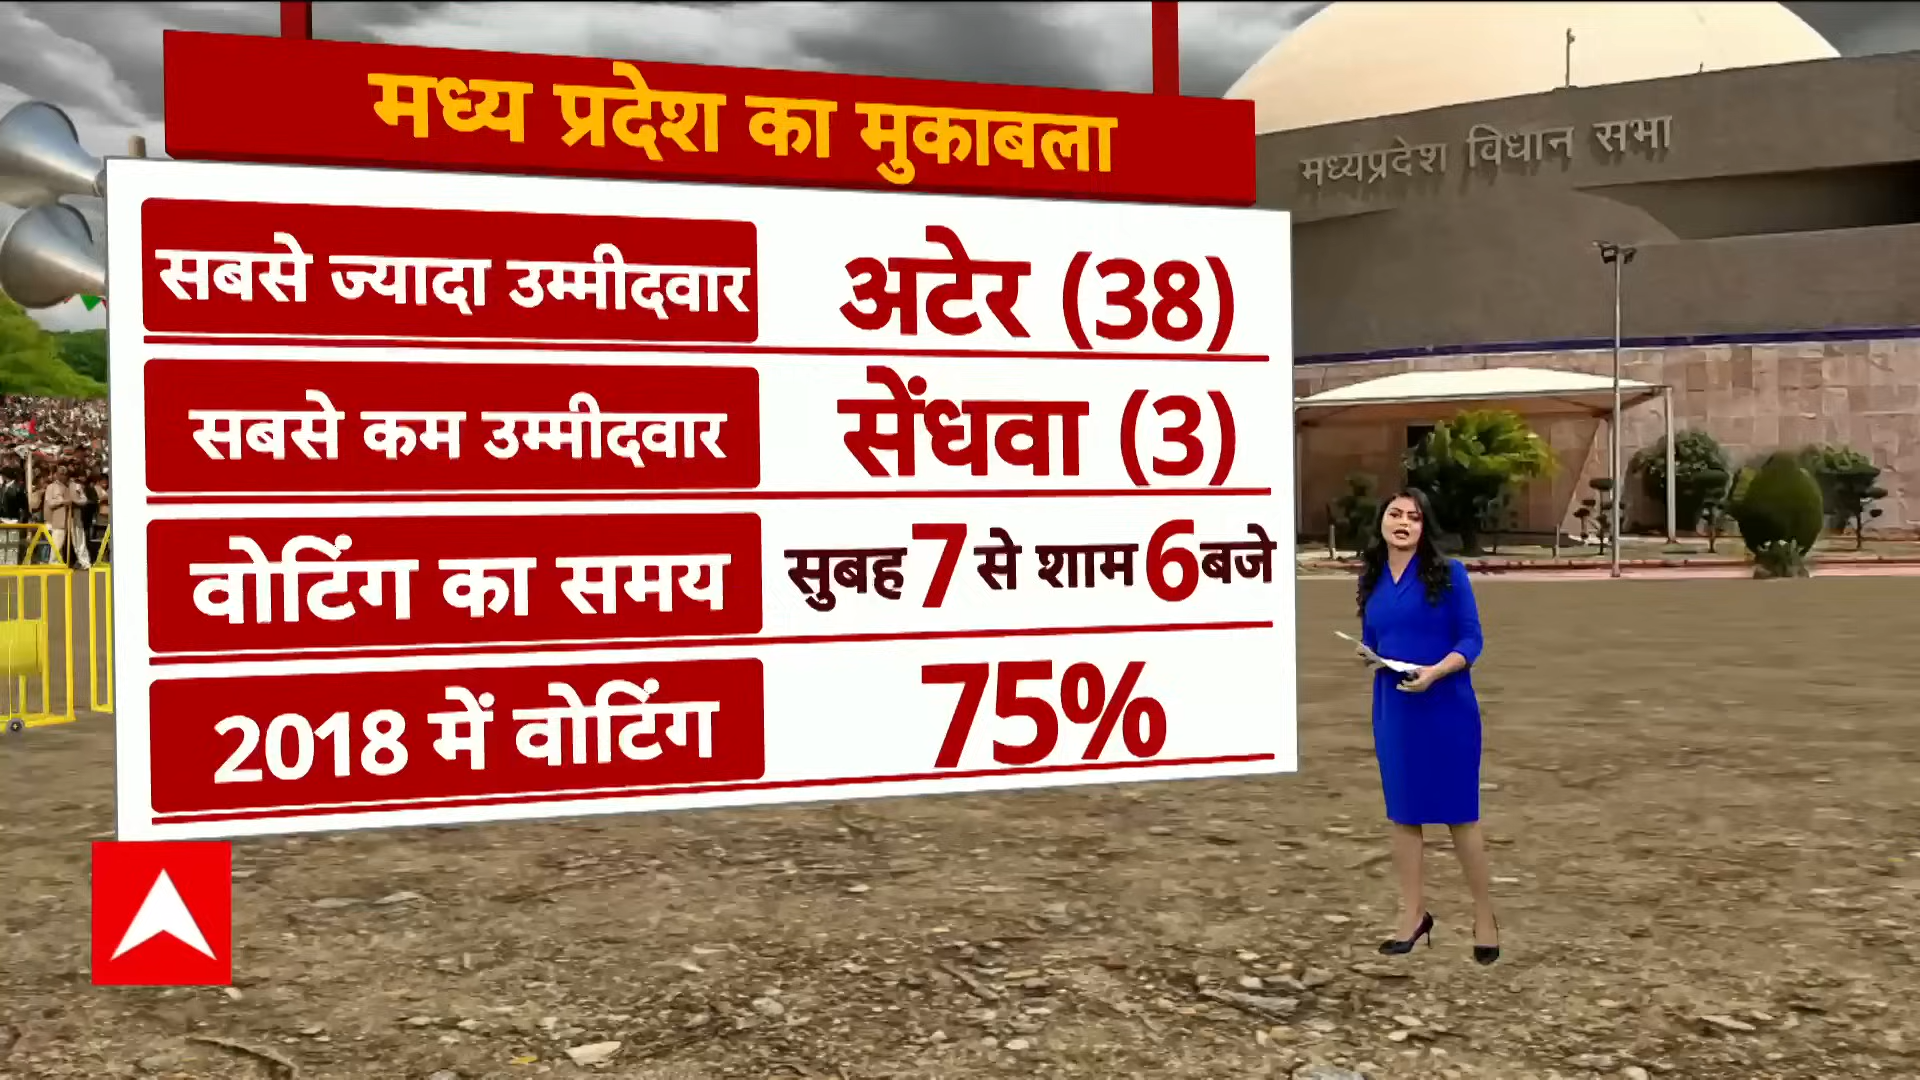 मध्य प्रदेश का मुकाबला
मध्यप्रदेश विधान सभा
सबसे ज्यादा उम्मीदवार अटेर (38)
सबसे कम उम्मीदवार सेंधवा (3)
वोटिंग का समय सुबह 7 से शाम 6 बजे
2018 में वोटिंग 75%